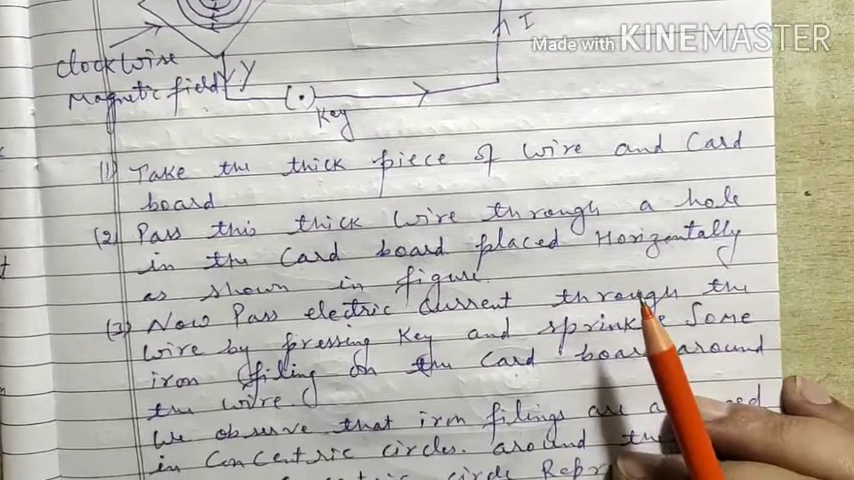 I
Made with KINEMASTER
clockwise
Magnetic field
Y
(.)
Key
(1) Take the thick piece of wire and Card
board.
(2) Pass this thick wire through a hole
in the Card board placed Horizontally
as shown in figure.
(3) Now Pass electric Current through the
wire by pressing Key and sprinkle Some
iron filing on the Card board around
the wire.
We observe that iron filings are
in Concentric circles. around the
circle